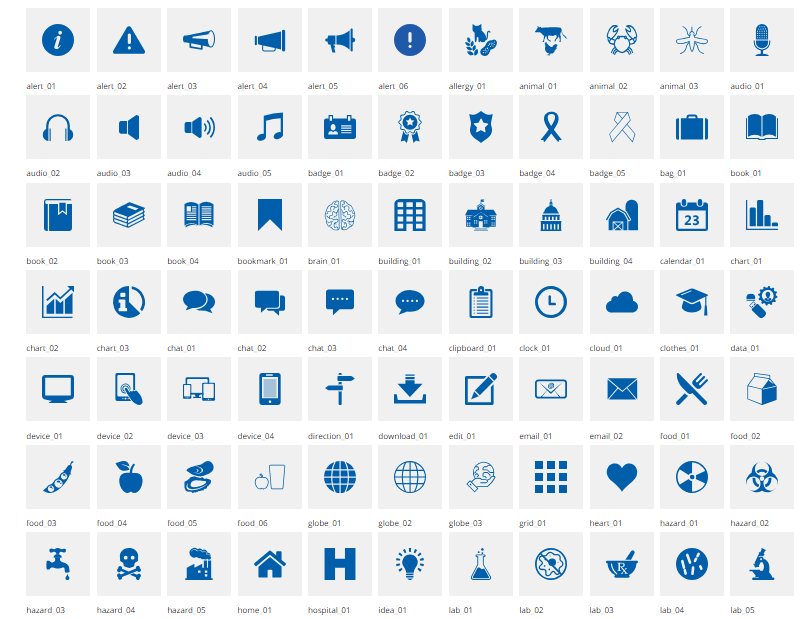 alert_01 alert_02 alert_03 alert_04 alert_05 alert_06 allergy_01 animal_01 animal_02 animal_03 audio_01
audio_02 audio_03 audio_04 audio_05 badge_01 badge_02 badge_03 badge_04 badge_05 bag_01 book_01
23
book_02 book_03 book_04 bookmark_01 brain_01 building_01 building_02 building_03 building_04 calendar_01 chart_01
chart_02 chart_03 chat_01 chat_02 chat_03 chat_04 clipboard_01 clock_01 cloud_01 clothes_01 data_01
device_01 device_02 device_03 device_04 direction_01 download_01 edit_01 email_01 email_02 food_01 food_02
food_03 food_04 food_05 food_06 globe_01 globe_02 globe_03 grid_01 heart_01 hazard_01 hazard_02
H Rx
hazard_03 hazard_04 hazard_05 home_01 hospital_01 idea_01 lab_01 lab_02 lab_03 lab_04 lab_05